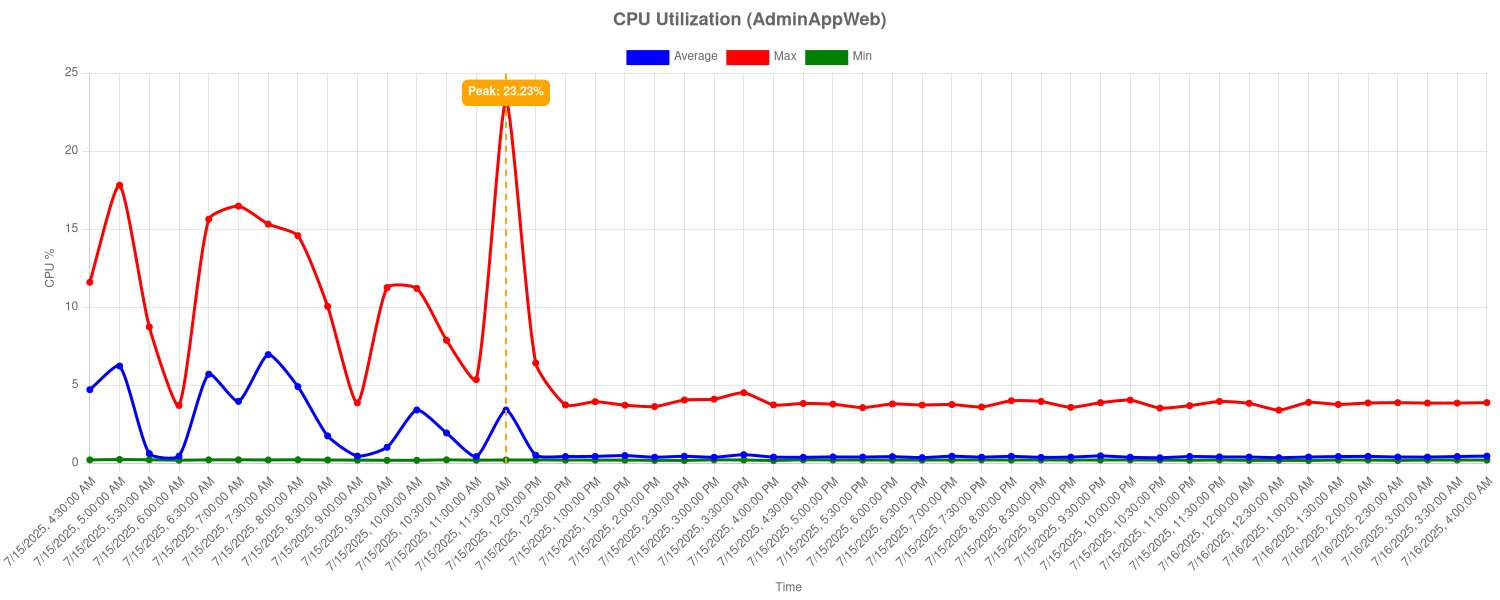 CPU Utilization (AdminAppWeb)
Average Max Min
Peak: 23.23%
25
20
15
10
5
0
CPU %
7/15/2025, 4:30:00 AM
7/15/2025, 5:00:00 AM
7/15/2025, 5:30:00 AM
7/15/2025, 6:00:00 AM
7/15/2025, 6:30:00 AM
7/15/2025, 7:00:00 AM
7/15/2025, 7:30:00 AM
7/15/2025, 8:00:00 AM
7/15/2025, 8:30:00 AM
7/15/2025, 9:00:00 AM
7/15/2025, 9:30:00 AM
7/15/2025, 10:00:00 AM
7/15/2025, 10:30:00 AM
7/15/2025, 11:00:00 AM
7/15/2025, 11:30:00 AM
7/15/2025, 12:00:00 PM
7/15/2025, 12:30:00 PM
7/15/2025, 1:00:00 PM
7/15/2025, 1:30:00 PM
7/15/2025, 2:00:00 PM
7/15/2025, 2:30:00 PM
7/15/2025, 3:00:00 PM
7/15/2025, 3:30:00 PM
7/15/2025, 4:00:00 PM
7/15/2025, 4:30:00 PM
7/15/2025, 5:00:00 PM
7/15/2025, 5:30:00 PM
7/15/2025, 6:00:00 PM
7/15/2025, 6:30:00 PM
7/15/2025, 7:00:00 PM
7/15/2025, 7:30:00 PM
7/15/2025, 8:00:00 PM
7/15/2025, 8:30:00 PM
7/15/2025, 9:00:00 PM
7/15/2025, 9:30:00 PM
7/15/2025, 10:00:00 PM
7/15/2025, 10:30:00 PM
7/15/2025, 11:00:00 PM
7/15/2025, 11:30:00 PM
7/16/2025, 12:00:00 AM
7/16/2025, 12:30:00 AM
7/16/2025, 1:00:00 AM
7/16/2025, 1:30:00 AM
7/16/2025, 2:00:00 AM
7/16/2025, 2:30:00 AM
7/16/2025, 3:00:00 AM
7/16/2025, 3:30:00 AM
7/16/2025, 4:00:00 AM
Time